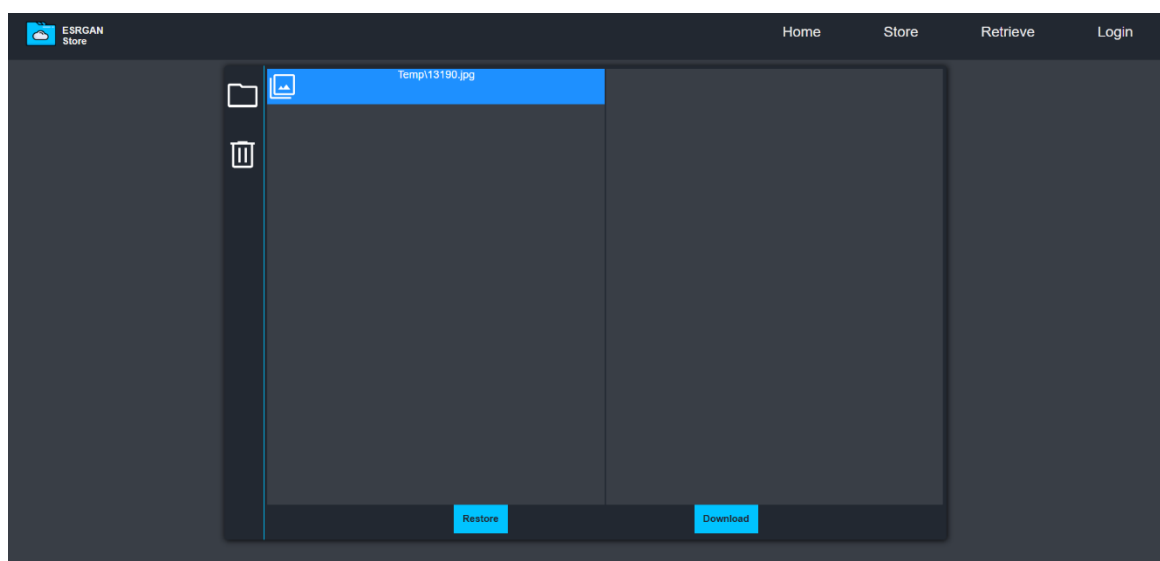 ESRGAN
Store
Home
Store
Retrieve
Login
Temp\13190.jpg
Restore
Download